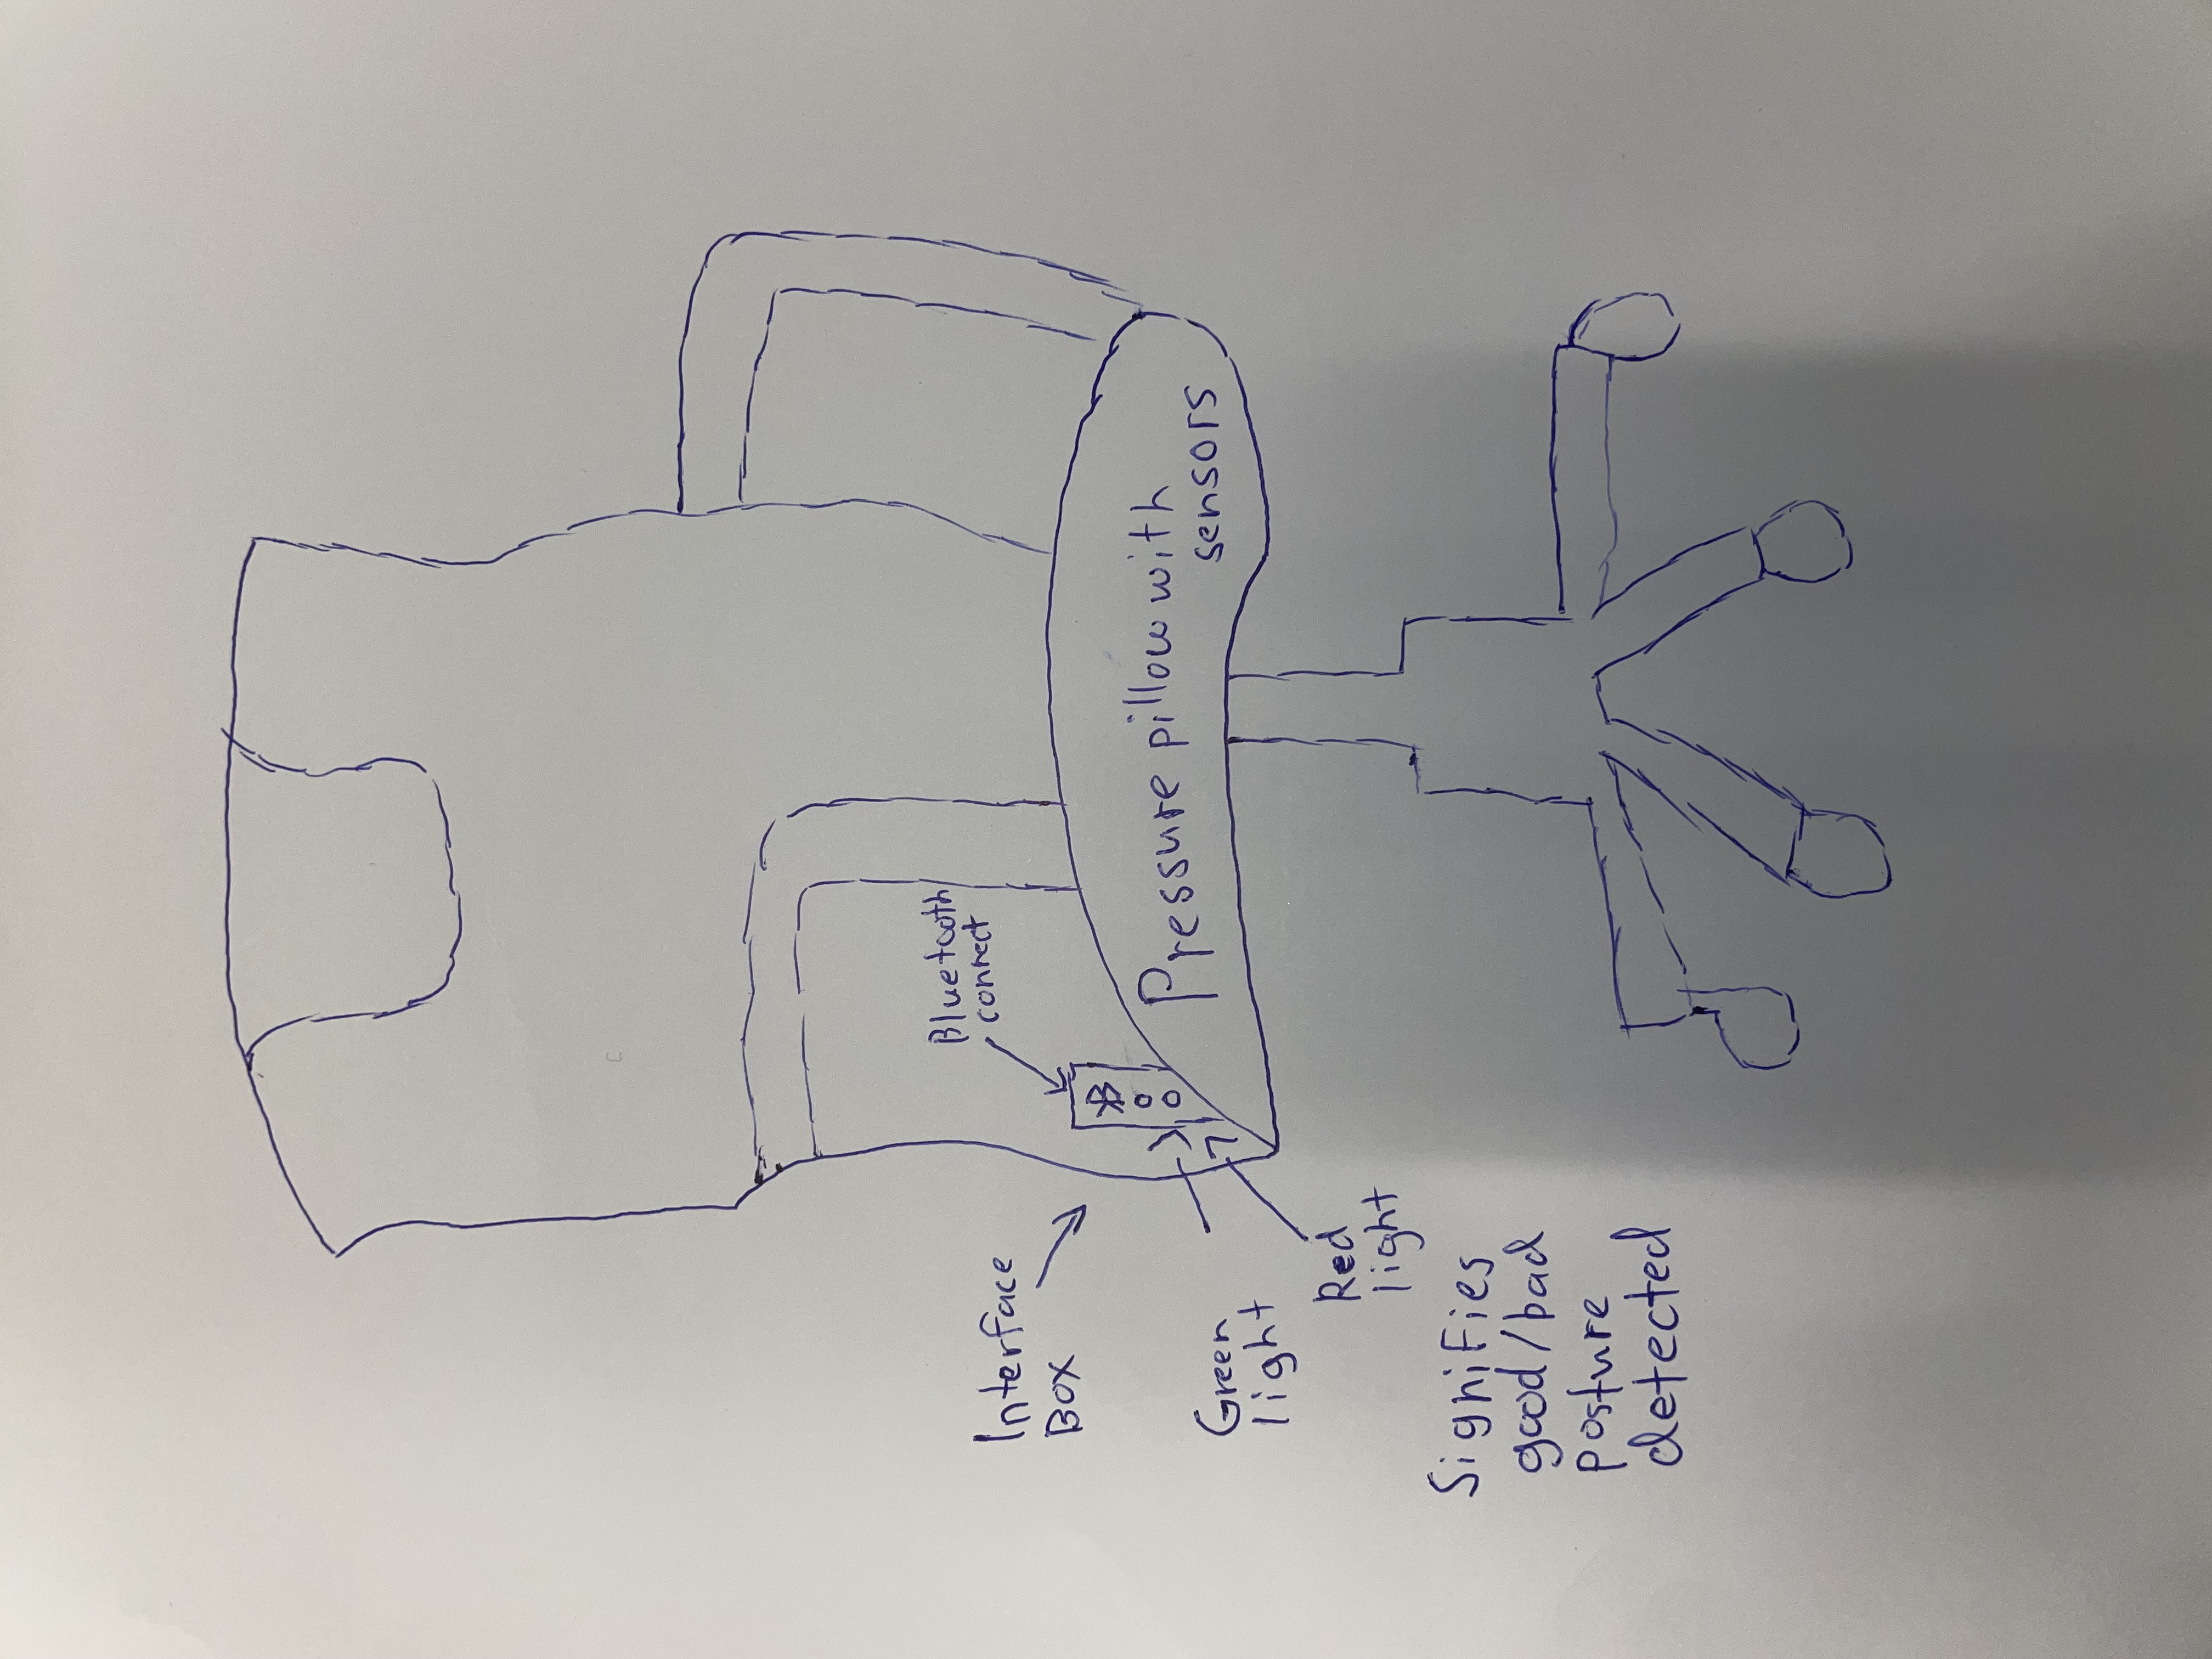 Bluetooth
connect
Interface
Box
Pressure pillow with
sensors
Green
light
Red
light
Signifies
good/bad
posture
detected